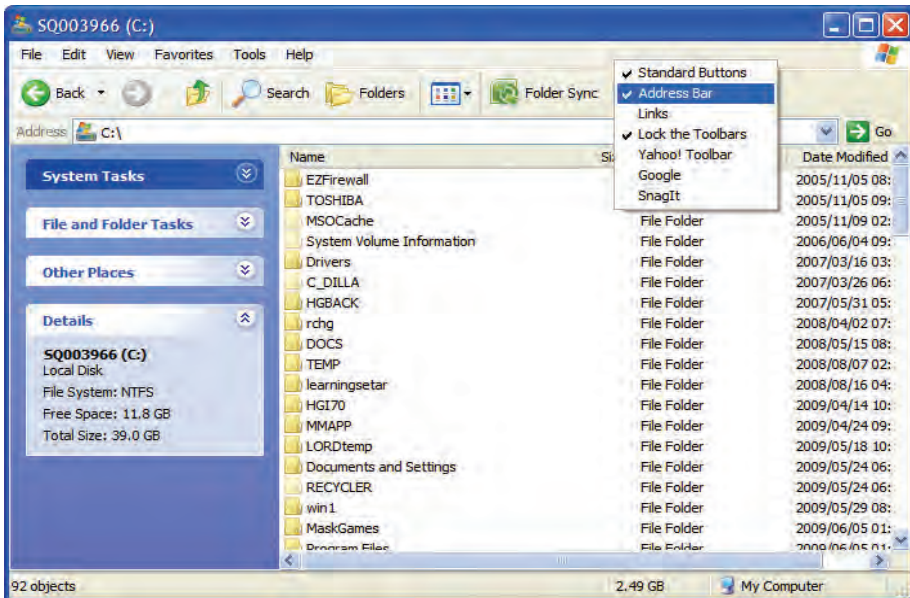 SQ003966 (C:)
File Edit View Favorites Tools Help
Back Search Folders Folder Sync
Standard Buttons
Address Bar
Links
Lock the Toolbars
Yahoo! Toolbar
Google
SnagIt
Address C:\ Go
System Tasks
File and Folder Tasks
Other Places
Details
SQ003966 (C:)
Local Disk
File System: NTFS
Free Space: 11.8 GB
Total Size: 39.0 GB
Name Date Modified
EZFirewall 2005/11/05 08:
TOSHIBA 2005/11/05 09:
MSOCache File Folder 2005/11/09 02:
System Volume Information File Folder 2006/06/04 09:
Drivers File Folder 2007/03/16 03:
C_DILLA File Folder 2007/03/26 06:
HGBACK File Folder 2007/05/31 05:
rchg File Folder 2008/04/02 07:
DOCS File Folder 2008/05/15 08:
TEMP File Folder 2008/08/07 02:
learningsetar File Folder 2008/08/16 04:
HGI70 File Folder 2009/04/14 10:
MMAPP File Folder 2009/04/24 09:
LORDtemp File Folder 2009/05/18 10:
Documents and Settings File Folder 2009/05/24 06:
RECYCLER File Folder 2009/05/24 06:
win1 File Folder 2009/05/29 08:
MaskGames File Folder 2009/06/05 01:
Program Files File Folder 2009/06/05 01:
92 objects 2.49 GB My Computer